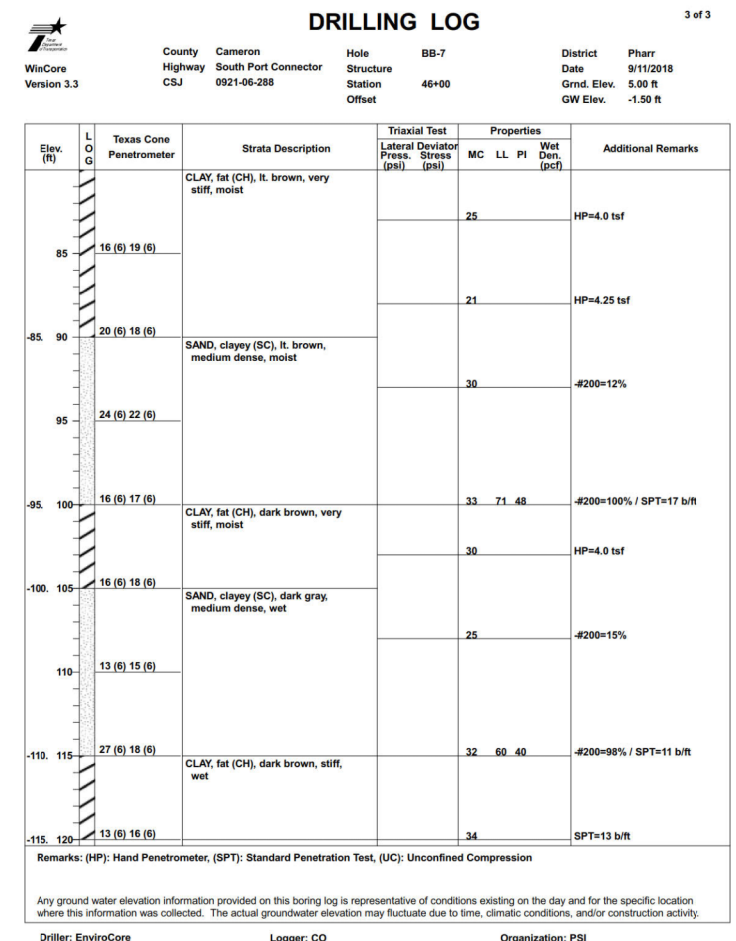 3 of 3
DRILLING LOG
Texas Department of Transportation
WinCore
Version 3.3
County Cameron
Highway South Port Connector
CSJ 0921-06-288
Hole BB-7
Structure
Station 46+00
Offset
District Pharr
Date 9/11/2018
Grnd. Elev. 5.00 ft
GW Elev. -1.50 ft
Elev. (ft) LOG Texas Cone Penetrometer Strata Description Triaxial Test Lateral Press. (psi) Deviator Stress (psi) Properties MC LL PI Wet Den. (pcf) Additional Remarks
CLAY, fat (CH), lt. brown, very
stiff, moist
25 HP=4.0 tsf
85 16 (6) 19 (6)
21 HP=4.25 tsf
-85. 90 20 (6) 18 (6)
SAND, clayey (SC), lt. brown,
medium dense, moist
30 -#200=12%
95 24 (6) 22 (6)
-95. 100 16 (6) 17 (6) 33 71 48 -#200=100% / SPT=17 b/ft
CLAY, fat (CH), dark brown, very
stiff, moist
30 HP=4.0 tsf
-100. 105 16 (6) 18 (6)
SAND, clayey (SC), dark gray,
medium dense, wet
25 -#200=15%
110 13 (6) 15 (6)
-110. 115 27 (6) 18 (6) 32 60 40 -#200=98% / SPT=11 b/ft
CLAY, fat (CH), dark brown, stiff,
wet
-115. 120 13 (6) 16 (6) 34 SPT=13 b/ft
Remarks: (HP): Hand Penetrometer, (SPT): Standard Penetration Test, (UC): Unconfined Compression
Any ground water elevation information provided on this boring log is representative of conditions existing on the day and for the specific location
where this information was collected. The actual groundwater elevation may fluctuate due to time, climatic conditions, and/or construction activity.
Driller: EnviroCore Logger: CO Organization: PSI